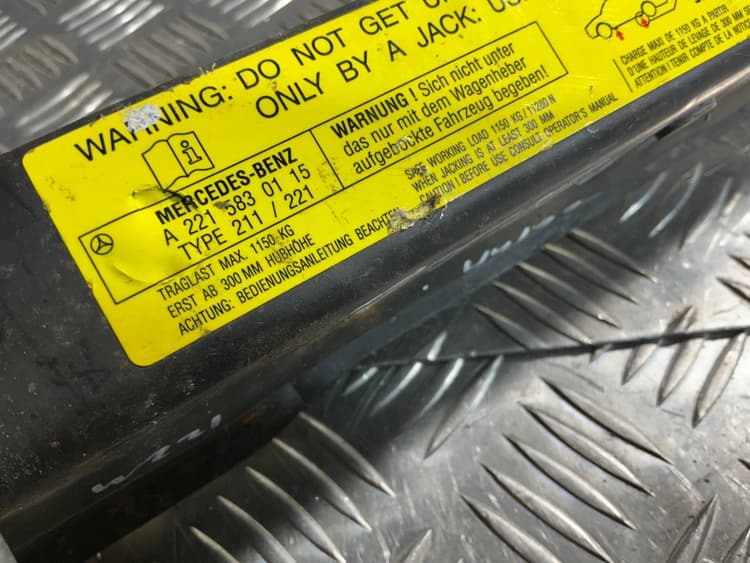 WARNING: DO NOT GET
ONLY BY A JACK:
MERCEDES-BENZ
A 221 583 01 15
TYPE 211 / 221
WARNUNG ! Sich nicht unter
das nur mit dem Wagenheber
aufgebockte Fahrzeug begeben!
TRAGLAST MAX. 1150 KG
ERST AB 300 MM HUBHÖHE
ACHTUNG: BEDIENUNGSANLEITUNG BEACHTEN
SAFE WORKING LOAD 1150 KG / 11280 N
WHEN JACKING IS AT LEAST 300 MM
CAUTION ! BEFORE USE CONSULT OPERATOR'S MANUAL
CHARGE MAXI DE 1150 KG A PARTIR
D'UNE HAUTEUR DE LEVAGE DE 300 MM
ATTENTION ! TENIR COMPTE DE LA NOTICE
W221